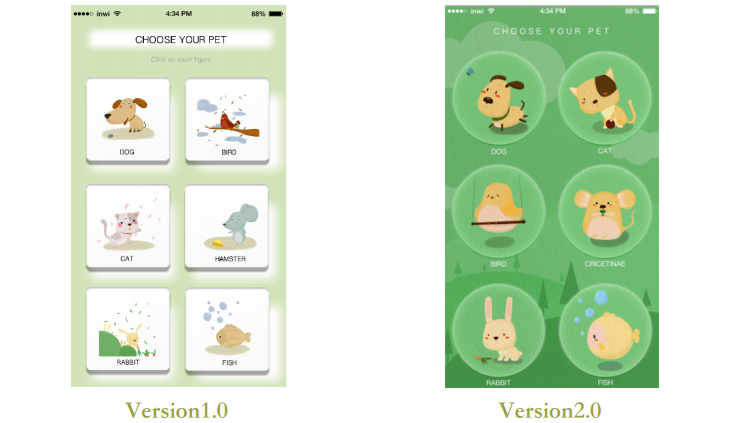 inwi 4:34 PM 88%
CHOOSE YOUR PET
Click on each figure
DOG BIRD
CAT HAMSTER
RABBIT FISH
Version1.0
inwi 4:34 PM 88%
CHOOSE YOUR PET
DOG CAT
BIRD CRICETINAE
RABBIT FISH
Version2.0